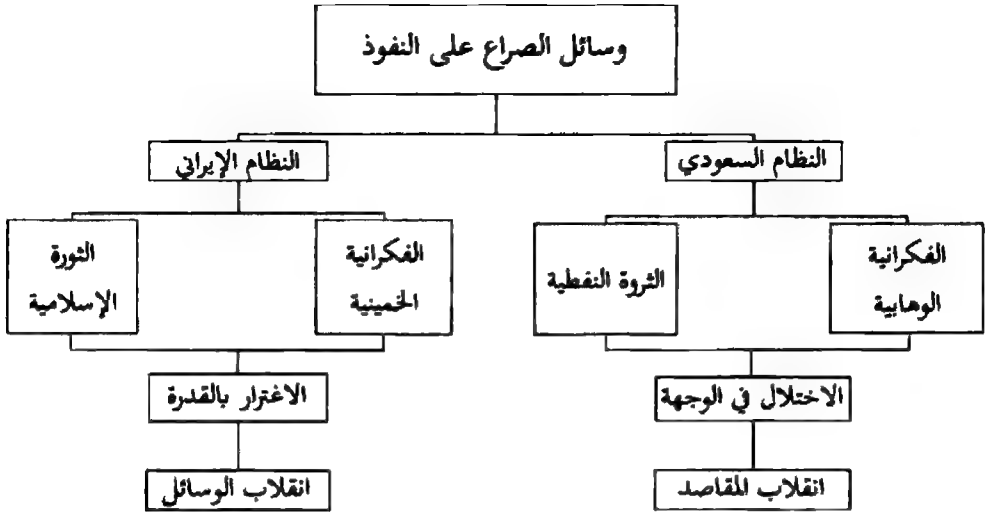 وسائل الصراع على النفوذ
النظام السعودي
النظام الإيراني
الفكرانية
الوهابية
الثروة النفطية
الفكرانية
الخمينية
الثورة
الإسلامية
الاختلال في الوجهة
الاغترار بالقدرة
انقلاب المقاصد
انقلاب الوسائل